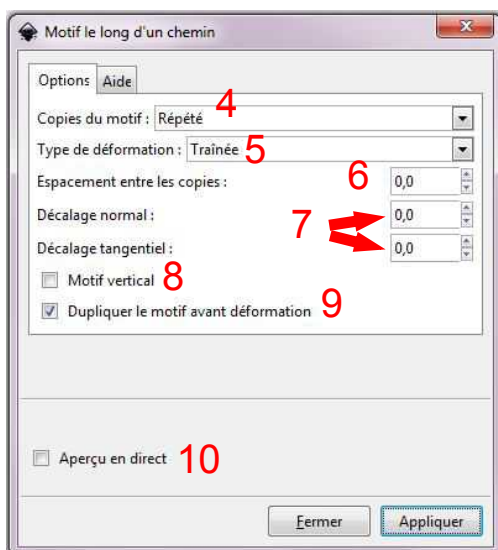 Motif le long d'un chemin
Options Aide
Copies du motif : Répété 4
Type de déformation : Traînée 5
Espacement entre les copies : 6 0,0
Décalage normal : 7 0,0
Décalage tangentiel : 0,0
Motif vertical 8
Dupliquer le motif avant déformation 9
Aperçu en direct 10
Fermer Appliquer